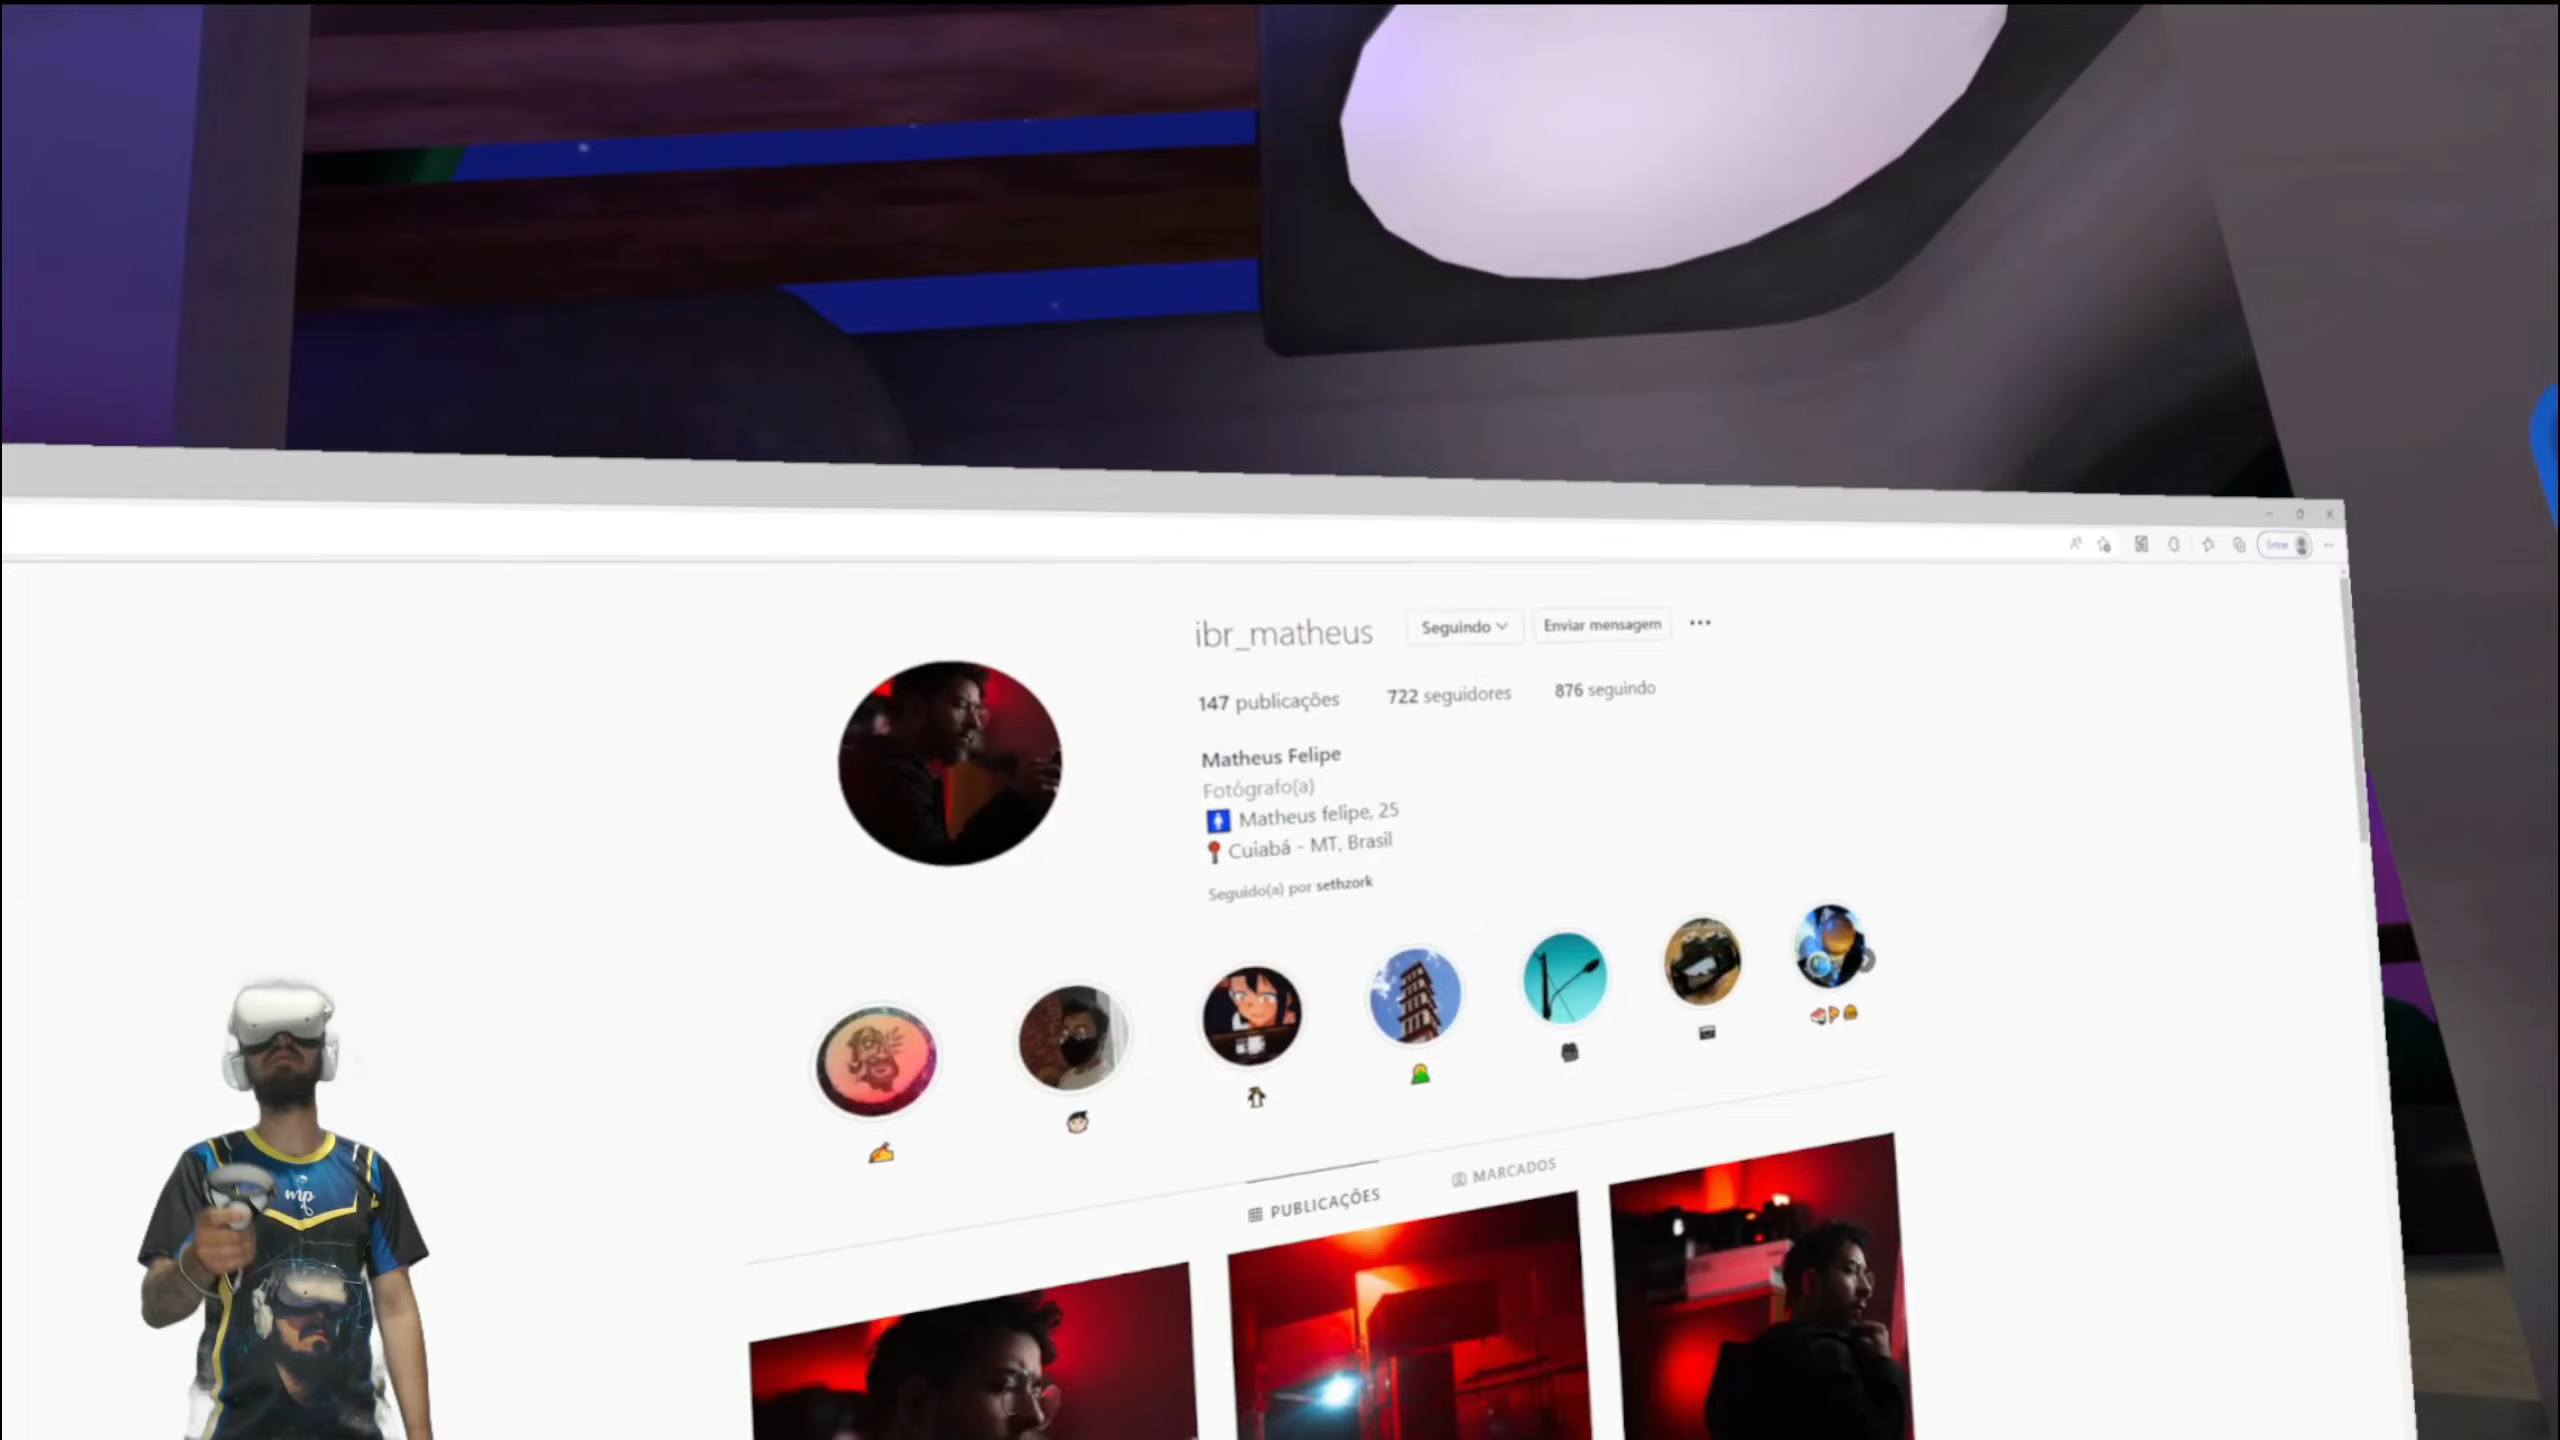 ibr_matheus Seguindo Enviar mensagem
147 publicações 722 seguidores 876 seguindo
Matheus Felipe
Fotógrafo(a)
Matheus felipe, 25
Cuiabá - MT, Brasil
Seguido(a) por sethzork
PUBLICAÇÕES MARCADOS
mp